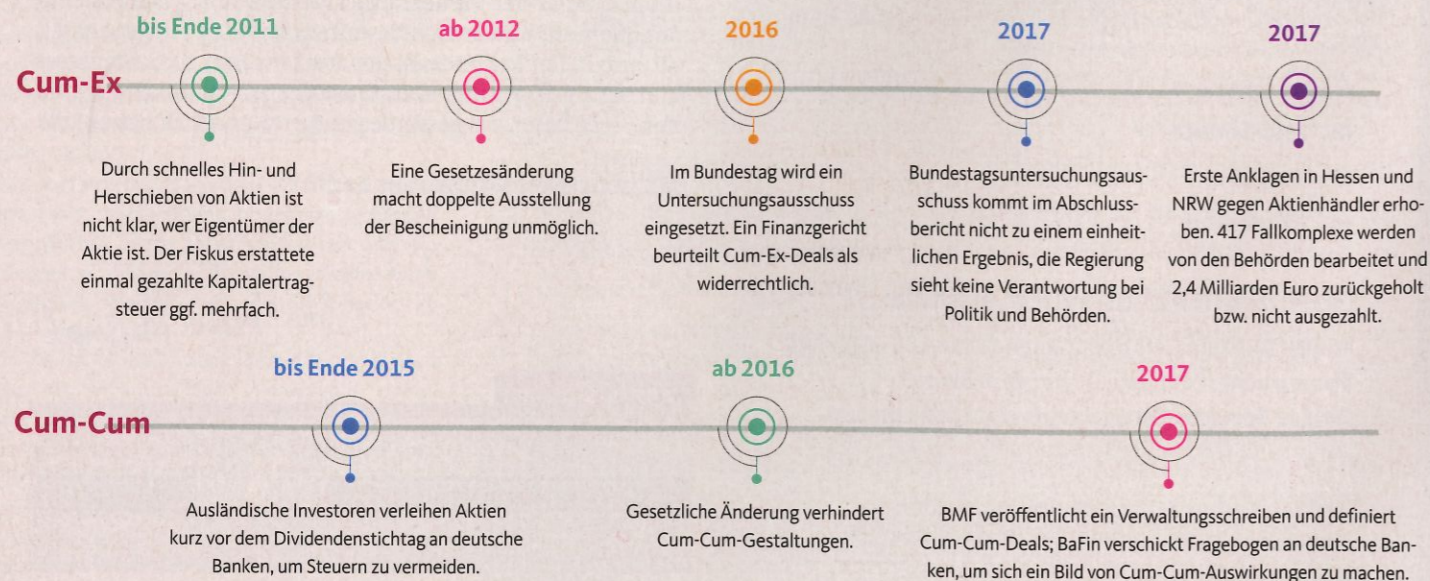 bis Ende 2011
ab 2012
2016
2017
2017
Cum-Ex
Durch schnelles Hin- und
Herschieben von Aktien ist
nicht klar, wer Eigentümer der
Aktie ist. Der Fiskus erstattete
einmal gezahlte Kapitalertrag-
steuer ggf. mehrfach.
Eine Gesetzesänderung
macht doppelte Ausstellung
der Bescheinigung unmöglich.
Im Bundestag wird ein
Untersuchungsausschuss
eingesetzt. Ein Finanzgericht
beurteilt Cum-Ex-Deals als
widerrechtlich.
Bundestagsuntersuchungsaus-
schuss kommt im Abschluss-
bericht nicht zu einem einheit-
lichen Ergebnis, die Regierung
sieht keine Verantwortung bei
Politik und Behörden.
Erste Anklagen in Hessen und
NRW gegen Aktienhändler erho-
ben. 417 Fallkomplexe werden
von den Behörden bearbeitet und
2,4 Milliarden Euro zurückgeholt
bzw. nicht ausgezahlt.
bis Ende 2015
ab 2016
2017
Cum-Cum
Ausländische Investoren verleihen Aktien
kurz vor dem Dividendenstichtag an deutsche
Banken, um Steuern zu vermeiden.
Gesetzliche Änderung verhindert
Cum-Cum-Gestaltungen.
BMF veröffentlicht ein Verwaltungsschreiben und definiert
Cum-Cum-Deals; BaFin verschickt Fragebogen an deutsche Ban-
ken, um sich ein Bild von Cum-Cum-Auswirkungen zu machen.